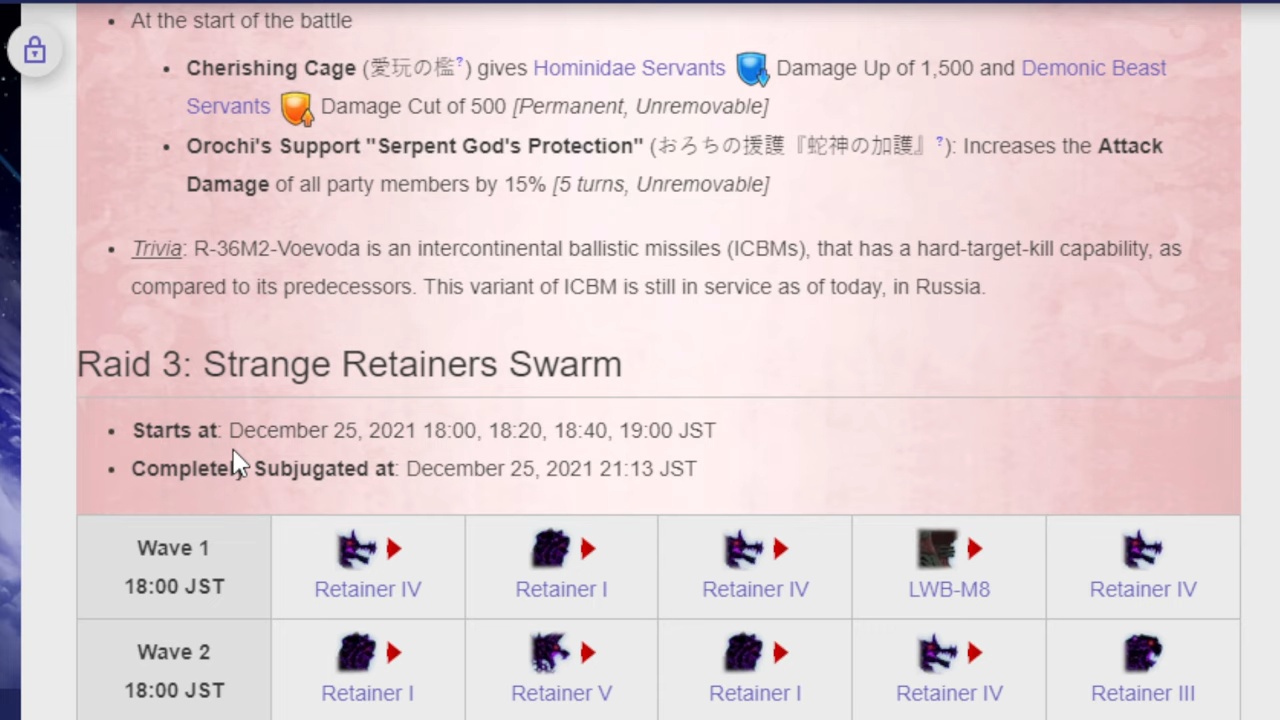 At the start of the battle
Cherishing Cage (愛玩の檻?) gives Hominidae Servants Damage Up of 1,500 and Demonic Beast
Servants Damage Cut of 500 [Permanent, Unremovable]
Orochi's Support "Serpent God's Protection" (おろちの援護『蛇神の加護』?): Increases the Attack
Damage of all party members by 15% [5 turns, Unremovable]
Trivia: R-36M2-Voevoda is an intercontinental ballistic missiles (ICBMs), that has a hard-target-kill capability, as
compared to its predecessors. This variant of ICBM is still in service as of today, in Russia.
Raid 3: Strange Retainers Swarm
Starts at: December 25, 2021 18:00, 18:20, 18:40, 19:00 JST
Completely Subjugated at: December 25, 2021 21:13 JST
Wave 1
18:00 JST
Retainer IV
Retainer I
Retainer IV
LWB-M8
Retainer IV
Wave 2
18:00 JST
Retainer I
Retainer V
Retainer I
Retainer IV
Retainer III